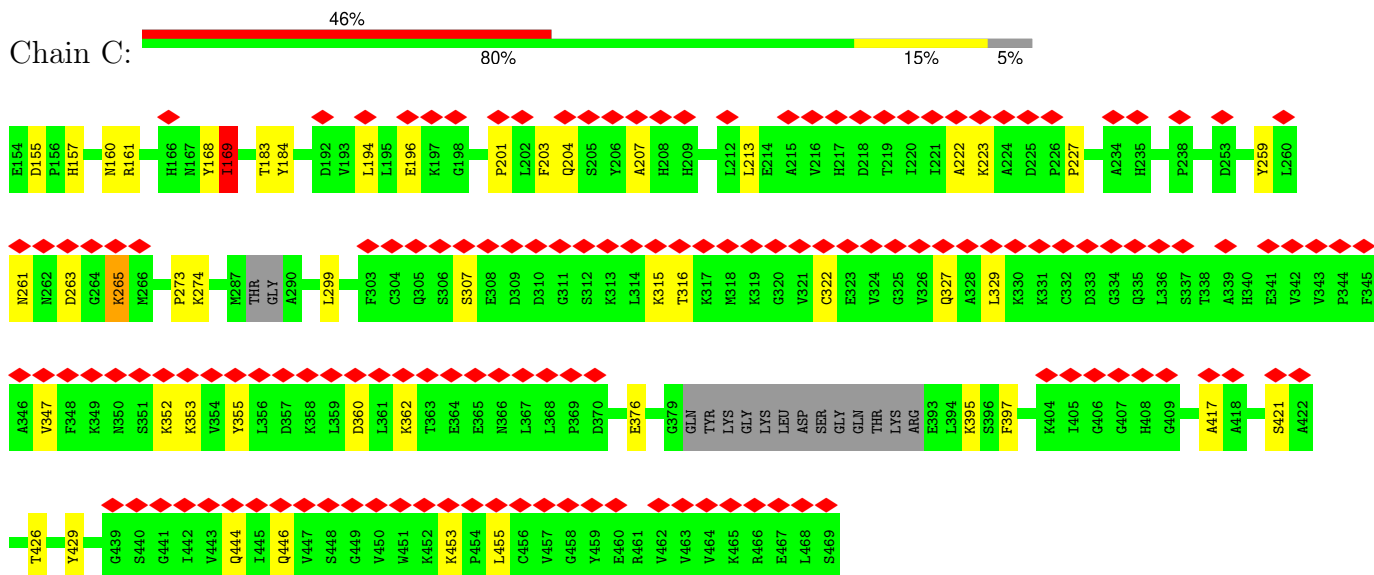 46%
Chain C:
80% 15% 5%
E154 D155 P156 H157 N160 R161 H166 N167 Y168 I169 T183 Y184 D192 V193 L194 L195 E196 K197 G198 P201 L202 F203 Q204 S205 Y206 A207 H208 H209 L212 L213 E214 A215 V216 H217 D218 T219 I220 I221 A222 K223 A224 D225 P226 P227 A234 H235 P238 D253 Y259 L260
N261 N262 D263 G264 K265 M266 P273 K274 M287 THR GLY A290 L299 F303 C304 Q305 S306 S307 E308 D309 D310 G311 S312 K313 L314 K315 T316 K317 M318 K319 G320 V321 C322 E323 V324 G325 V326 Q327 A328 L329 K330 K331 C332 D333 G334 Q335 L336 S337 T338 A339 H340 E341 V342 V343 P344 F345
A346 V347 F348 K349 N350 S351 K352 K353 V354 Y355 L356 D357 K358 L359 D360 L361 K362 T363 E364 E365 N366 L367 L368 P369 D370 E376 G379 GLN TYR LYS GLY LYS LEU ASP SER GLY GLN THR LYS ARG E393 L394 K395 S396 F397 K404 I405 G406 G407 H408 G409 A417 A418 S421 A422
T426 Y429 G439 S440 G441 I442 V443 Q444 I445 Q446 V447 S448 G449 V450 W451 K452 K453 P454 L455 C456 V457 G458 Y459 E460 R461 V462 V463 V464 K465 R466 E467 L468 S469